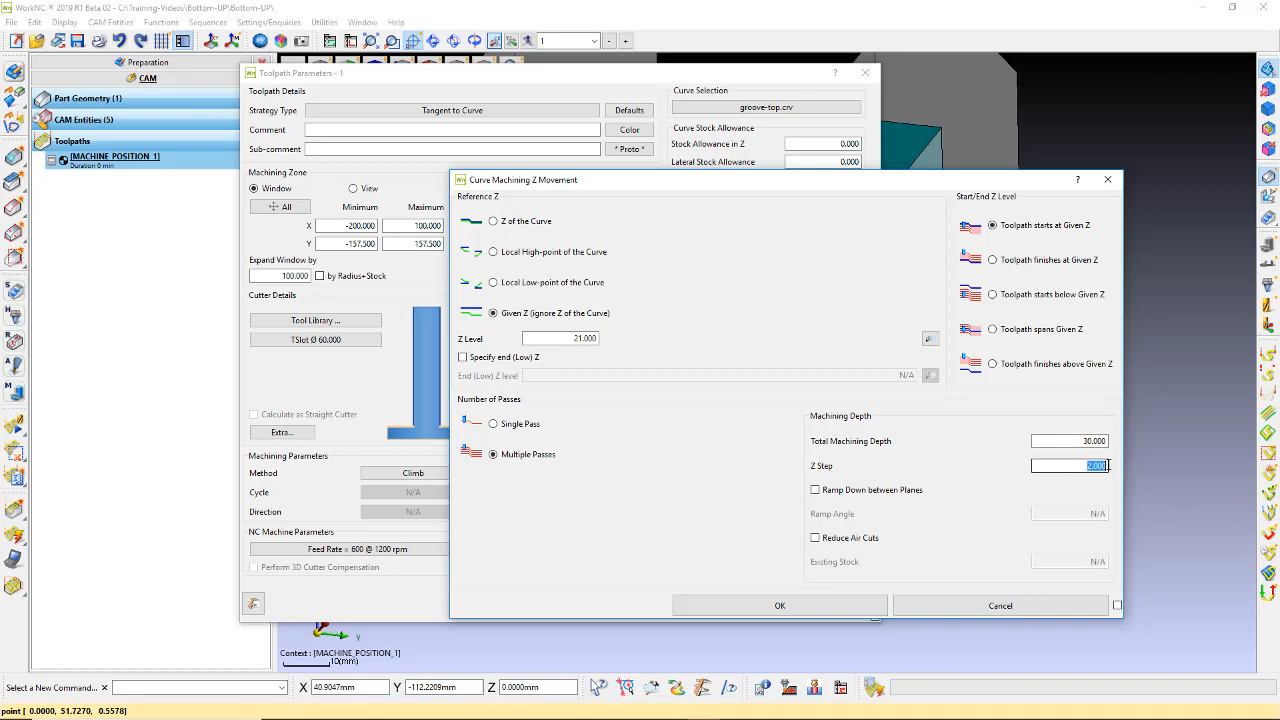 WorkNC ® 2019 R1 Beta 02 - C:\Training-Videos\Bottom-UP\Bottom-UP\
File Edit Display CAM Entities Functions Sequences Settings/Enquiries Utilities Window Help
1
Preparation
CAM
Part Geometry (1)
CAM Entities (5)
Toolpaths
[MACHINE_POSITION_1]
Duration 0 min
Toolpath Parameters - 1
Toolpath Details
Strategy Type Tangent to Curve Defaults
Comment Color
Sub-comment * Proto *
Curve Selection
groove-top.crv
Curve Stock Allowance
Stock Allowance in Z 0.000
Lateral Stock Allowance 0.000
Machining Zone
Window View
All Minimum Maximum
X -200.000 100.000
Y -157.500 157.500
Expand Window by
100.000 by Radius+Stock
Cutter Details
Tool Library ...
TSlot Ø 60.000
Calculate as Straight Cutter
Extra...
Machining Parameters
Method Climb
Cycle N/A
Direction N/A
NC Machine Parameters
Feed Rate = 600 @ 1200 rpm
Perform 3D Cutter Compensation
Curve Machining Z Movement
Reference Z
Z of the Curve
Local High-point of the Curve
Local Low-point of the Curve
Given Z (ignore Z of the Curve)
Z Level 21.000
Specify end (Low) Z
End (Low) Z level N/A
Start/End Z Level
Toolpath starts at Given Z
Toolpath finishes at Given Z
Toolpath starts below Given Z
Toolpath spans Given Z
Toolpath finishes above Given Z
Number of Passes
Single Pass
Multiple Passes
Machining Depth
Total Machining Depth 30.000
Z Step 2.000
Ramp Down between Planes
Ramp Angle N/A
Reduce Air Cuts
Existing Stock N/A
OK Cancel
Y
Context : [MACHINE_POSITION_1]
10(mm)
Select a New Command... X 40.9047mm Y -112.2209mm Z 0.0000mm
point [ 0.0000, 51.7270, 0.5578]